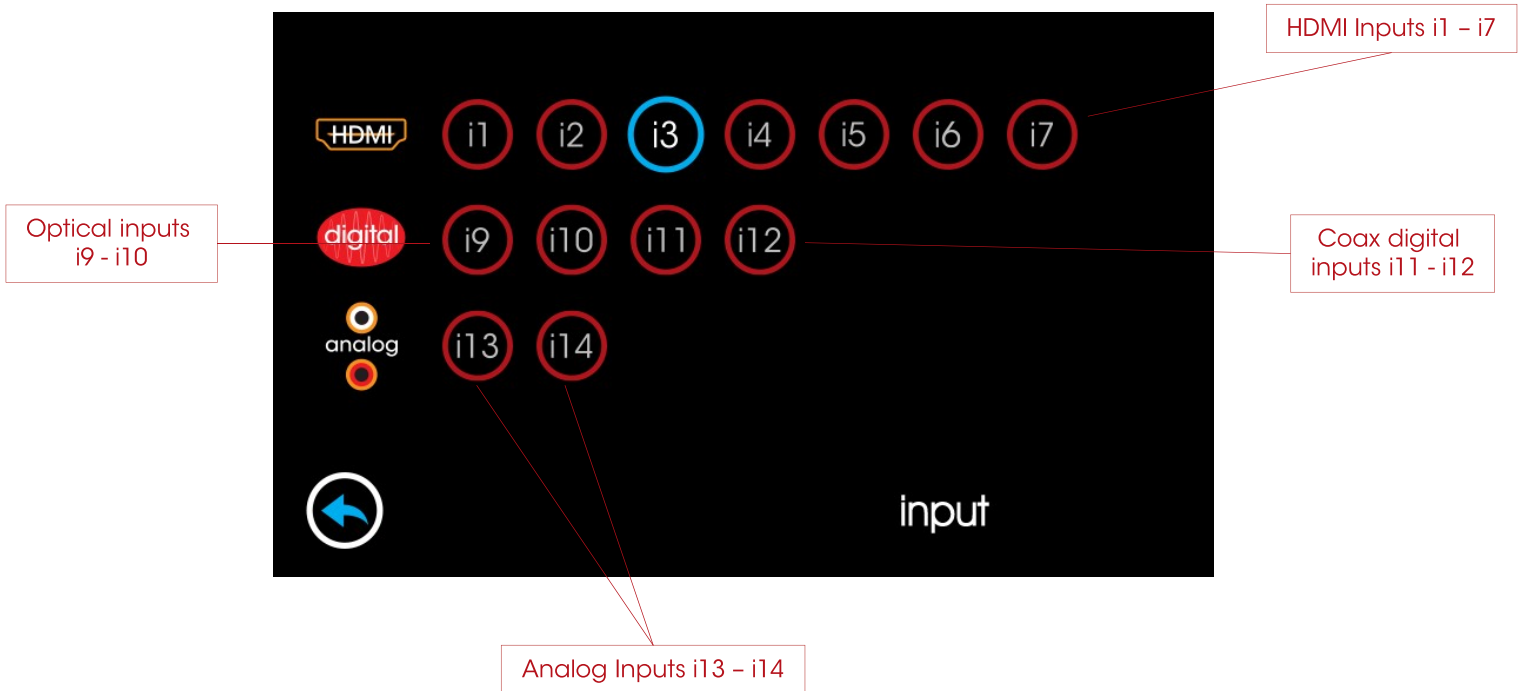 HDMI Inputs i1 – i7
HDMI i1 i2 i3 i4 i5 i6 i7
Optical inputs
i9 - i10
digital i9 i10 i11 i12
Coax digital
inputs i11 - i12
analog i13 i14
input
Analog Inputs i13 – i14